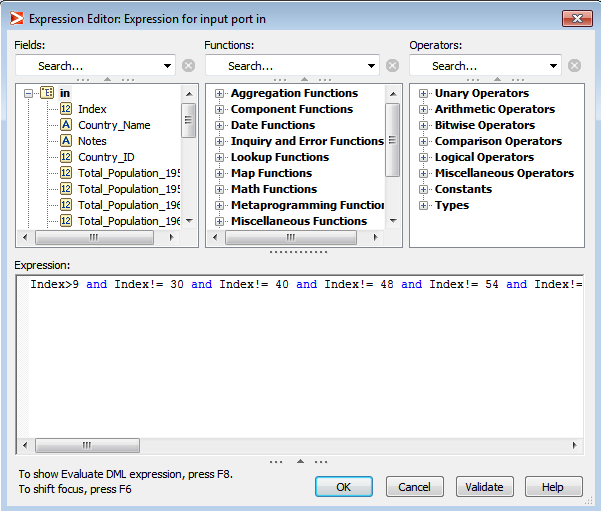 Expression Editor: Expression for input port in
Fields:
Functions:
Operators:
Search...
Search...
Search...
in
Index
Country_Name
Notes
Country_ID
Total_Population_195
Total_Population_195
Total_Population_196
Total_Population_196
Aggregation Functions
Component Functions
Date Functions
Inquiry and Error Functions
Lookup Functions
Map Functions
Math Functions
Metaprogramming Function
Miscellaneous Functions
Unary Operators
Arithmetic Operators
Bitwise Operators
Comparison Operators
Logical Operators
Miscellaneous Operators
Constants
Types
Expression:
Index>9 and Index!= 30 and Index!= 40 and Index!= 48 and Index!= 54 and Index!=
To show Evaluate DML expression, press F8.
To shift focus, press F6
OK
Cancel
Validate
Help